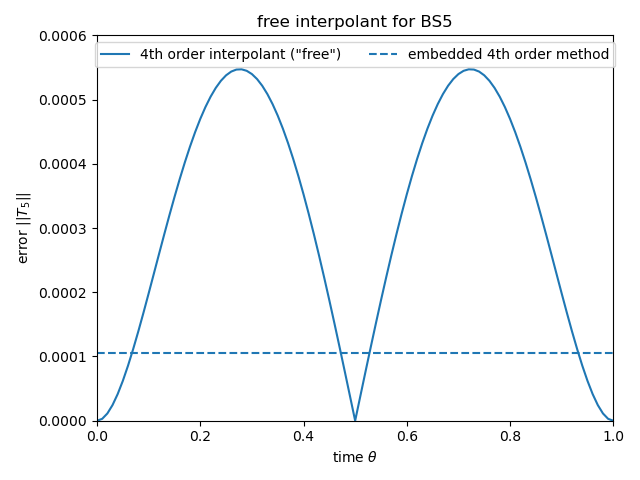 free interpolant for BS5
4th order interpolant ("free")
embedded 4th order method
error ||T₅||
0.0006
0.0005
0.0004
0.0003
0.0002
0.0001
0.0000
0.0 0.2 0.4 0.6 0.8 1.0
time θ